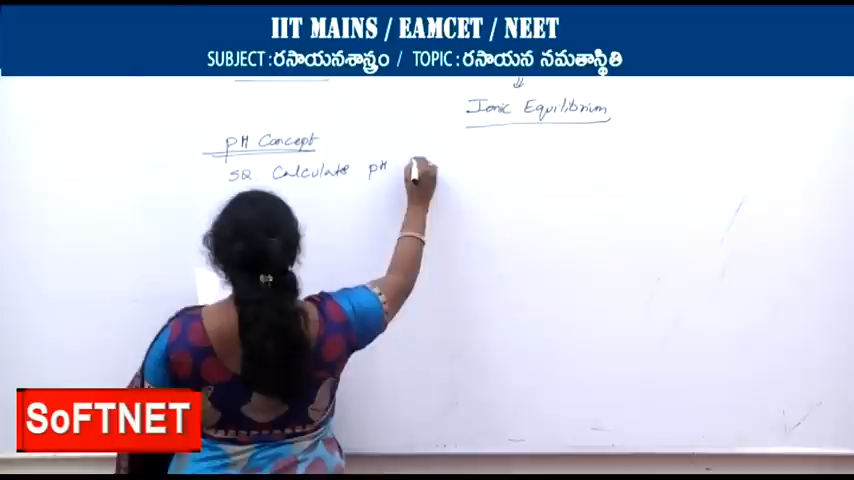 IIT MAINS / EAMCET / NEET
SUBJECT : రసాయనశాస్త్రం / TOPIC : రసాయన సమతాస్థితి
Ionic Equilibrium
pH Concept
5Q Calculate pH
SoFTNET